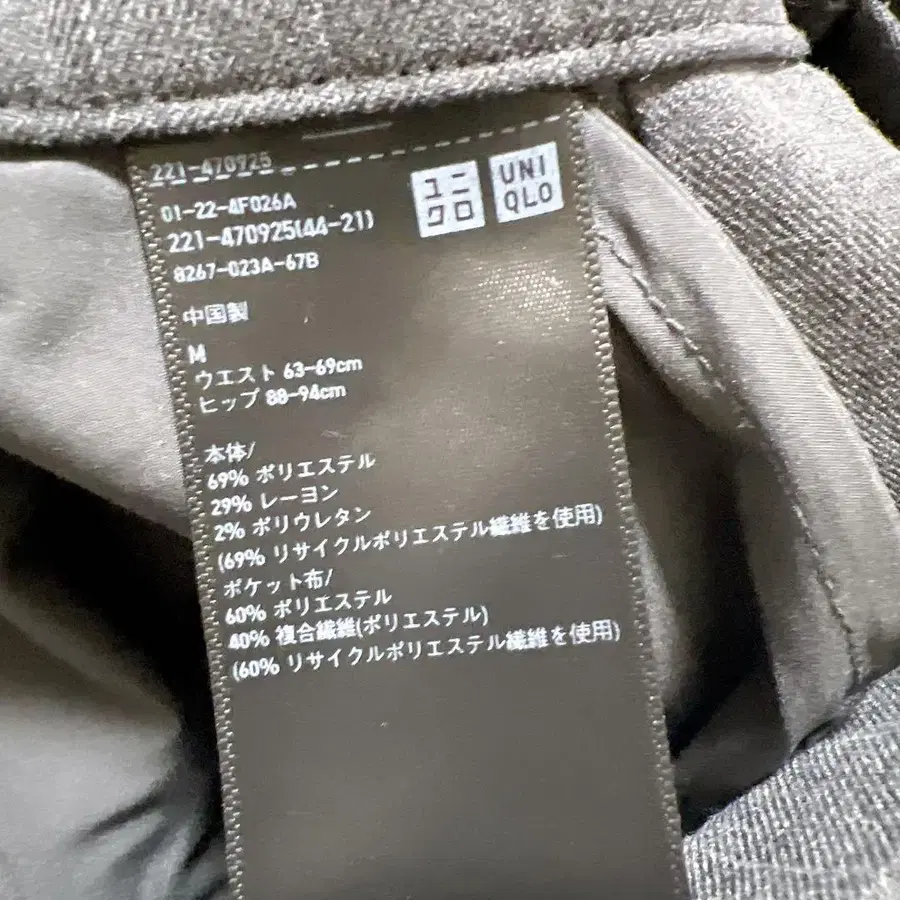 221-470925
01-22-4F026A
221-470925(44-21)
8267-023A-67B
ユニ
クロ
UNI
QLO
中国製
M
ウエスト 63-69cm
ヒップ 88-94cm
本体/
69% ポリエステル
29% レーヨン
2% ポリウレタン
(69% リサイクルポリエステル繊維を使用)
ポケット布/
60% ポリエステル
40% 複合繊維(ポリエステル)
(60% リサイクルポリエステル繊維を使用)